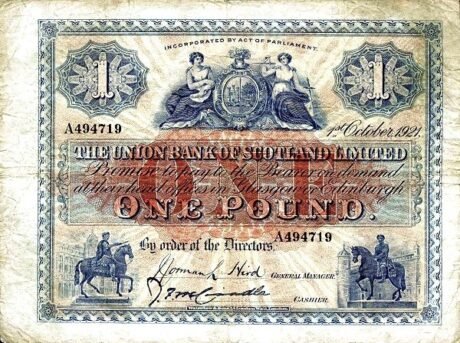 INCORPORATED BY ACT OF PARLIAMENT.
1 1
A494719 1st October, 1921.
THE UNION BANK OF SCOTLAND LIMITED
Promise to pay to the Bearer on demand
at their head offices in Glasgow or Edinburgh
ONE POUND.
A494719
By order of the Directors.
Norman L Hird GENERAL MANAGER.
CASHIER.